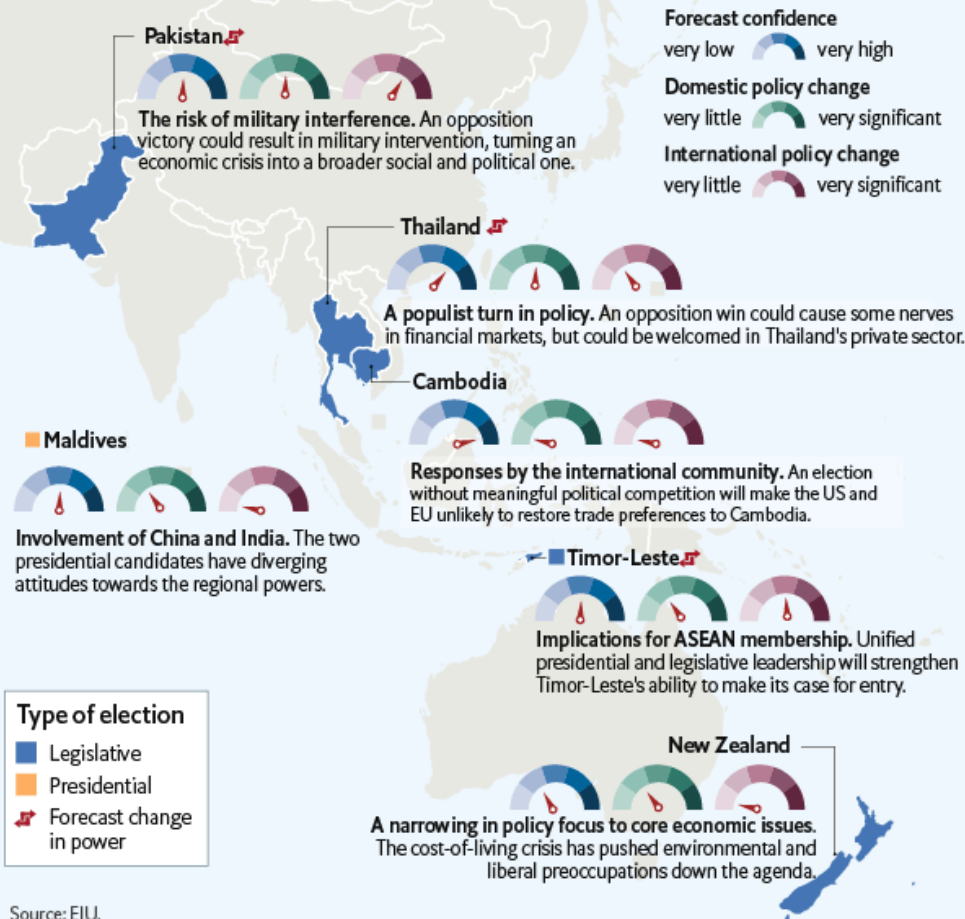 Forecast confidence
very low very high
Domestic policy change
very little very significant
International policy change
very little very significant
Pakistan
The risk of military interference. An opposition
victory could result in military intervention, turning an
economic crisis into a broader social and political one.
Thailand
A populist turn in policy. An opposition win could cause some nerves
in financial markets, but could be welcomed in Thailand's private sector.
Cambodia
Responses by the international community. An election
without meaningful political competition will make the US and
EU unlikely to restore trade preferences to Cambodia.
Maldives
Involvement of China and India. The two
presidential candidates have diverging
attitudes towards the regional powers.
Timor-Leste
Implications for ASEAN membership. Unified
presidential and legislative leadership will strengthen
Timor-Leste's ability to make its case for entry.
New Zealand
A narrowing in policy focus to core economic issues.
The cost-of-living crisis has pushed environmental and
liberal preoccupations down the agenda.
Type of election
Legislative
Presidential
Forecast change
in power
Source: EIU.